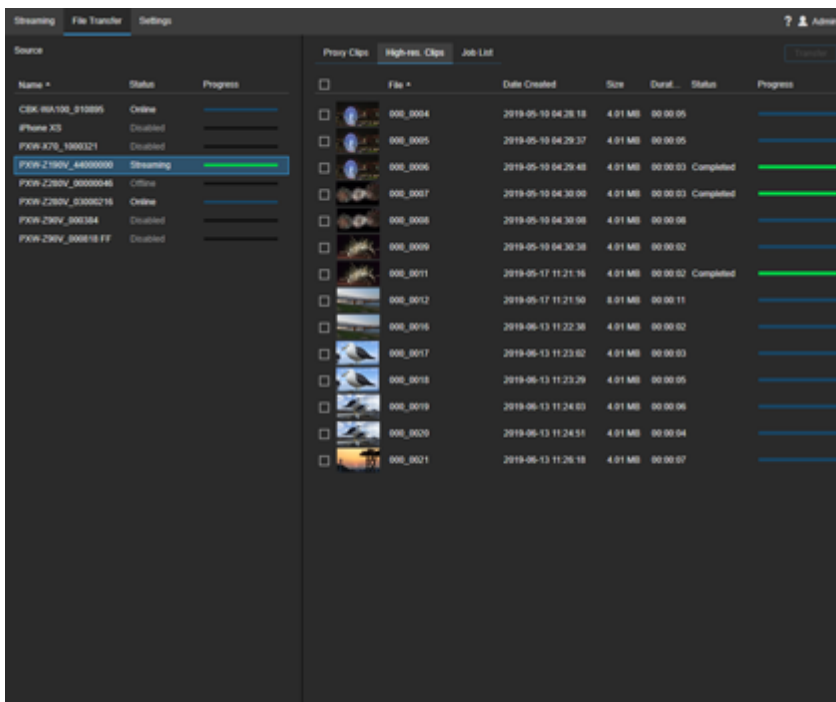 Streaming File Transfer Settings ? Admin
Source
Proxy Clips High-res. Clips Job List Transfer
Name Status Progress
File Date Created Size Durat... Status Progress
CBK-WA100_010895 Online
iPhone XS Disabled
PXW-X70_1000321 Disabled
PXW-Z190V_44000000 Streaming
PXW-Z280V_00000046 Offline
PXW-Z280V_03000216 Online
PXW-Z90V_000384 Disabled
PXW-Z90V_000818 FF Disabled
000_0004 2019-05-10 04:28:18 4.01 MB 00:00:05
000_0005 2019-05-10 04:29:37 4.01 MB 00:00:05
000_0006 2019-05-10 04:29:48 4.01 MB 00:00:03 Completed
000_0007 2019-05-10 04:30:00 4.01 MB 00:00:03 Completed
000_0008 2019-05-10 04:30:08 4.01 MB 00:00:08
000_0009 2019-05-10 04:30:38 4.01 MB 00:00:02
000_0011 2019-05-17 11:21:16 4.01 MB 00:00:02 Completed
000_0012 2019-05-17 11:21:50 8.01 MB 00:00:11
000_0016 2019-06-13 11:22:38 4.01 MB 00:00:02
000_0017 2019-06-13 11:23:02 4.01 MB 00:00:03
000_0018 2019-06-13 11:23:29 4.01 MB 00:00:05
000_0019 2019-06-13 11:24:03 4.01 MB 00:00:06
000_0020 2019-06-13 11:24:51 4.01 MB 00:00:04
000_0021 2019-06-13 11:26:18 4.01 MB 00:00:07